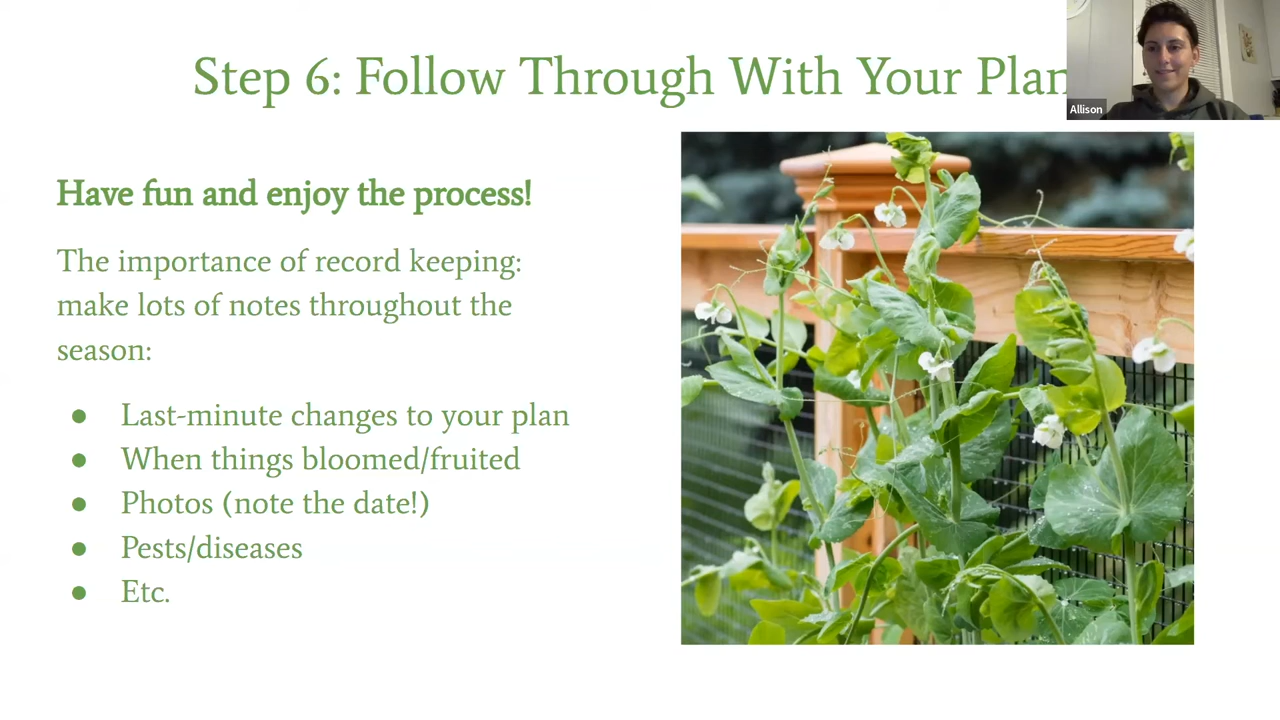 Step 6: Follow Through With Your Plan
Allison
Have fun and enjoy the process!
The importance of record keeping:
make lots of notes throughout the
season:
● Last-minute changes to your plan
● When things bloomed/fruited
● Photos (note the date!)
● Pests/diseases
● Etc.